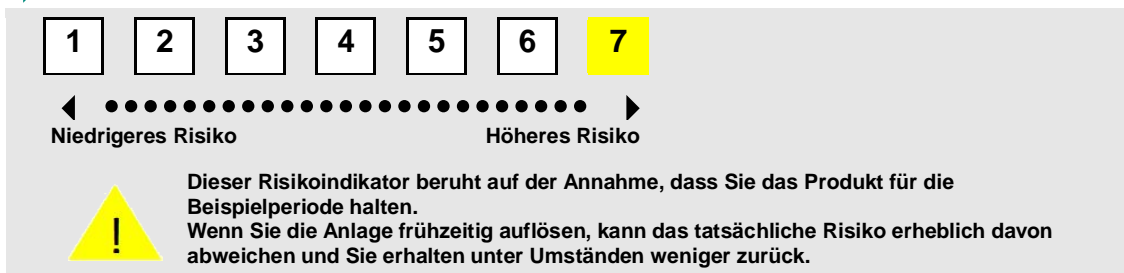 1 2 3 4 5 6 7
Niedrigeres Risiko Höheres Risiko
Dieser Risikoindikator beruht auf der Annahme, dass Sie das Produkt für die
Beispielperiode halten.
! Wenn Sie die Anlage frühzeitig auflösen, kann das tatsächliche Risiko erheblich davon
abweichen und Sie erhalten unter Umständen weniger zurück.